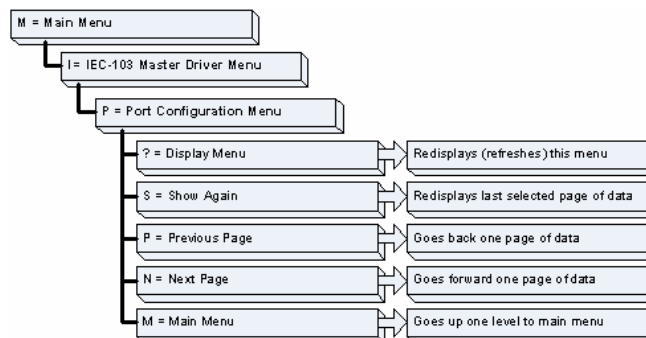 M = Main Menu
I= IEC-103 Master Driver Menu
P = Port Configuration Menu
? = Display Menu
Redisplays (refreshes) this menu
S = Show Again
Redisplays last selected page of data
P = Previous Page
Goes back one page of data
N = Next Page
Goes forward one page of data
M = Main Menu
Goes up one level to main menu